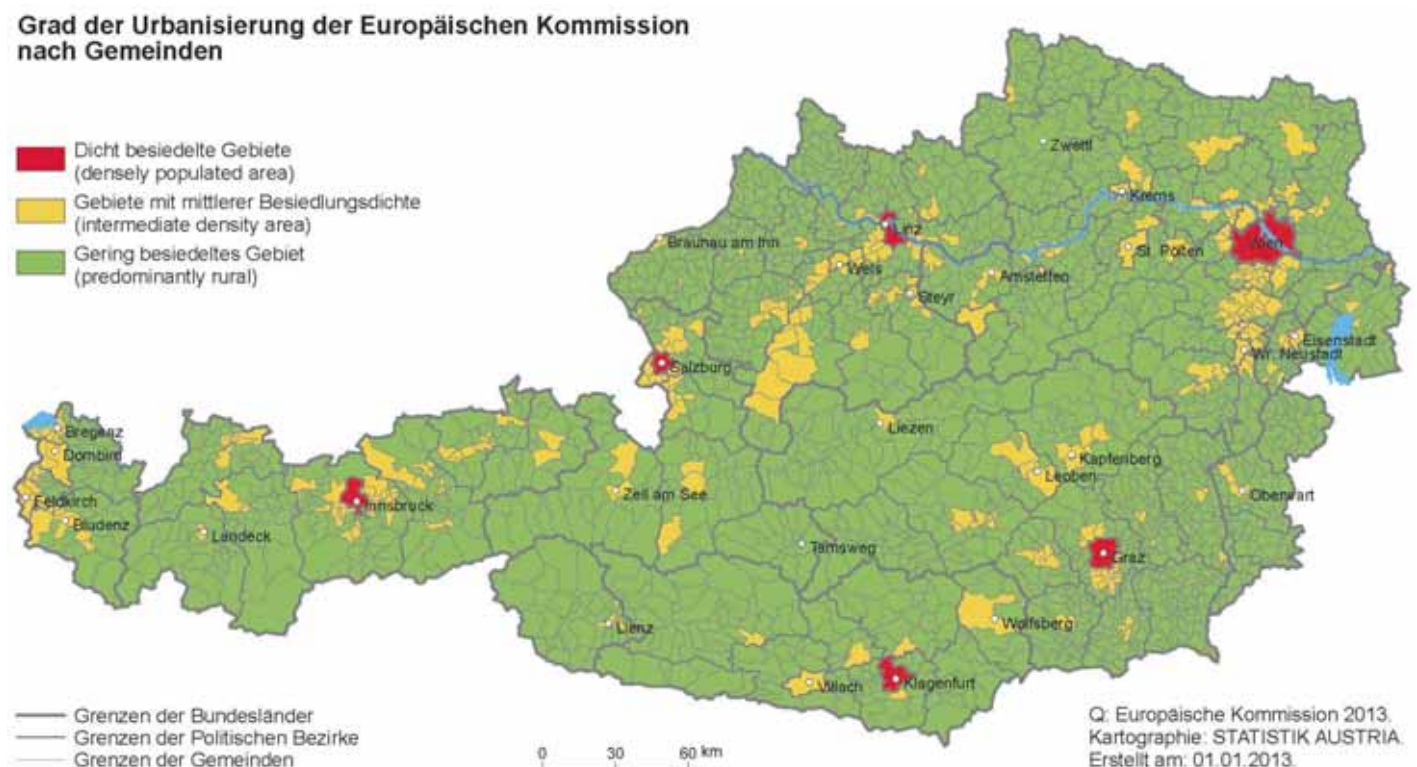 Grad der Urbanisierung der Europäischen Kommission
nach Gemeinden
Dicht besiedelte Gebiete
(densely populated area)
Gebiete mit mittlerer Besiedlungsdichte
(intermediate density area)
Gering besiedeltes Gebiet
(predominantly rural)
Zwettl
Krems
Linz
Wien
Braunau am Inn
St. Pölten
Wels
Amstetten
Steyr
Eisenstadt
Wr. Neustadt
Salzburg
Bregenz
Liezen
Dornbirn
Kapfenberg
Leoben
Feldkirch
Zell am See
Oberwart
Innsbruck
Bludenz
Landeck
Tamsweg
Graz
Wolfsberg
Lienz
Villach
Klagenfurt
Grenzen der Bundesländer
Grenzen der Politischen Bezirke
Grenzen der Gemeinden
0 30 60 km
Q: Europäische Kommission 2013.
Kartographie: STATISTIK AUSTRIA.
Erstellt am: 01.01.2013.